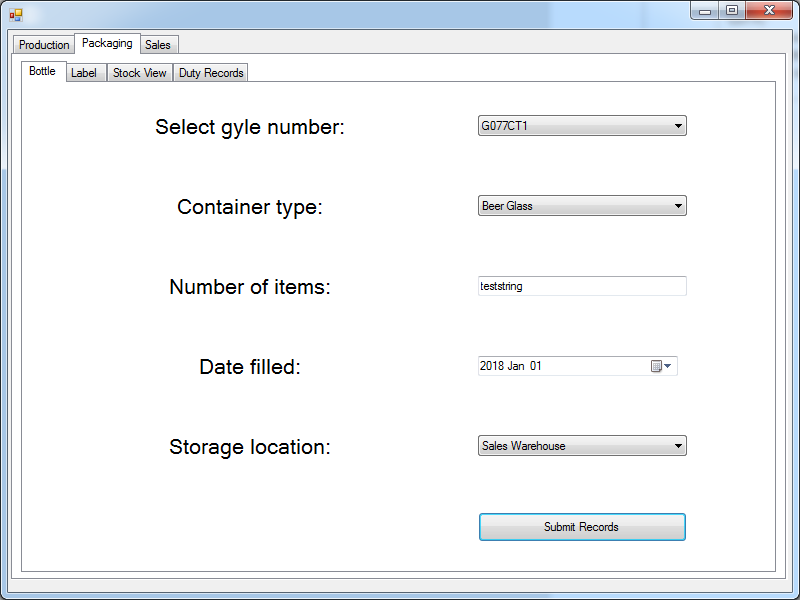 Production Packaging Sales
Bottle Label Stock View Duty Records
Select gyle number: G077CT1
Container type: Beer Glass
Number of items: teststring
Date filled: 2018 Jan 01
Storage location: Sales Warehouse
Submit Records